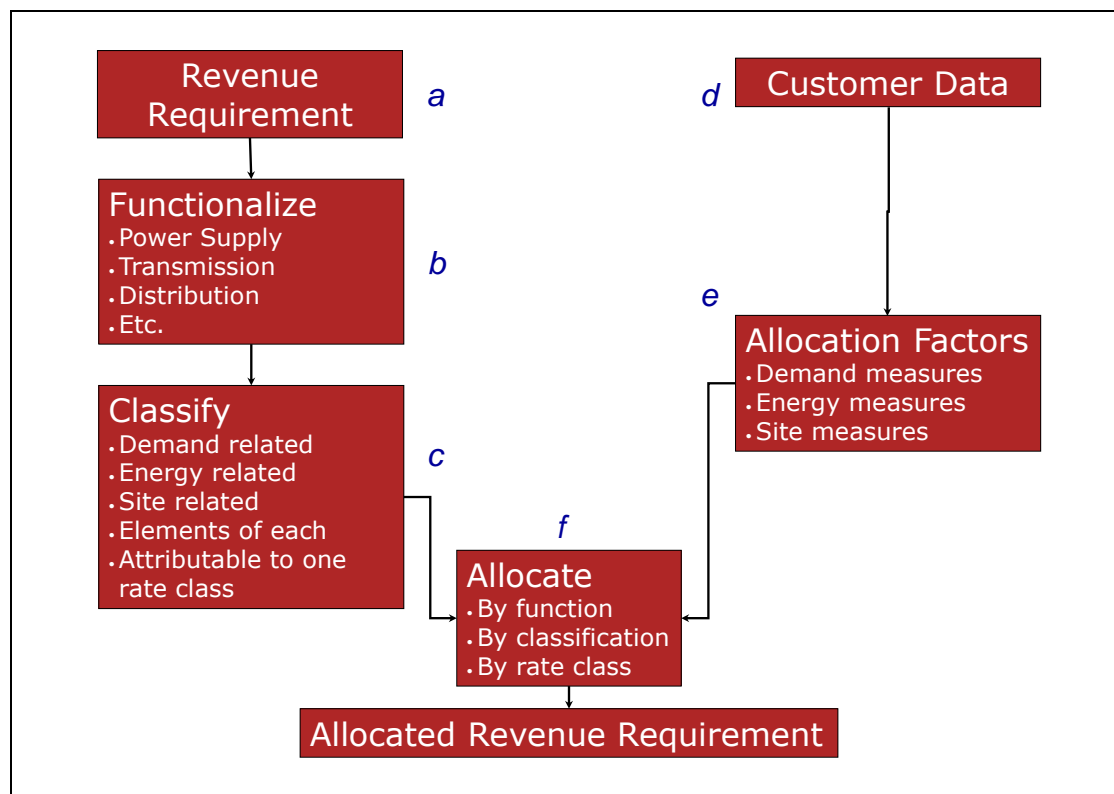 Revenue
Requirement
a
Functionalize
• Power Supply
• Transmission
• Distribution
• Etc.
b
Classify
• Demand related
• Energy related
• Site related
• Elements of each
• Attributable to one
rate class
c
d
Customer Data
e
Allocation Factors
• Demand measures
• Energy measures
• Site measures
f
Allocate
• By function
• By classification
• By rate class
Allocated Revenue Requirement